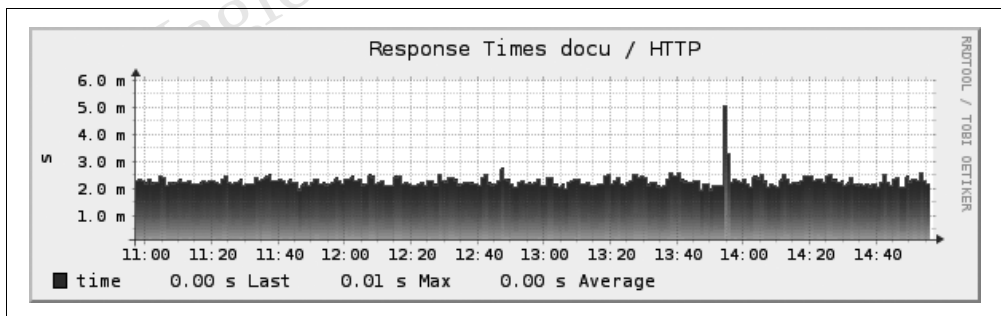 Response Times docu / HTTP
RRDTOOL / TOBI OETIKER
6.0 m
5.0 m
4.0 m
3.0 m
2.0 m
1.0 m
s
11:00 11:20 11:40 12:00 12:20 12:40 13:00 13:20 13:40 14:00 14:20 14:40
time 0.00 s Last 0.01 s Max 0.00 s Average